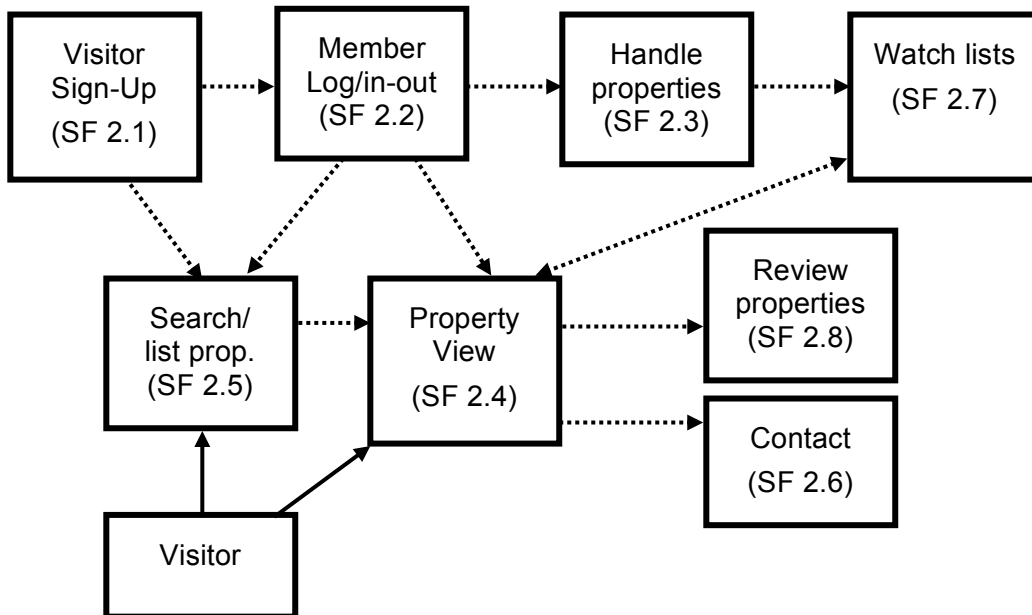 Visitor
Sign-Up
(SF 2.1)
Member
Log/in-out
(SF 2.2)
Handle
properties
(SF 2.3)
Watch lists
(SF 2.7)
Search/
list prop.
(SF 2.5)
Property
View
(SF 2.4)
Review
properties
(SF 2.8)
Contact
(SF 2.6)
Visitor